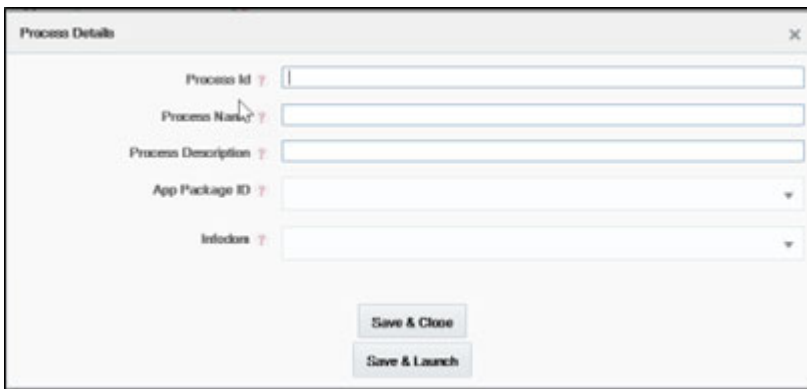 Process Details
Process Id ?
Process Name ?
Process Description ?
App Package ID ?
Infodom ?
Save & Close
Save & Launch